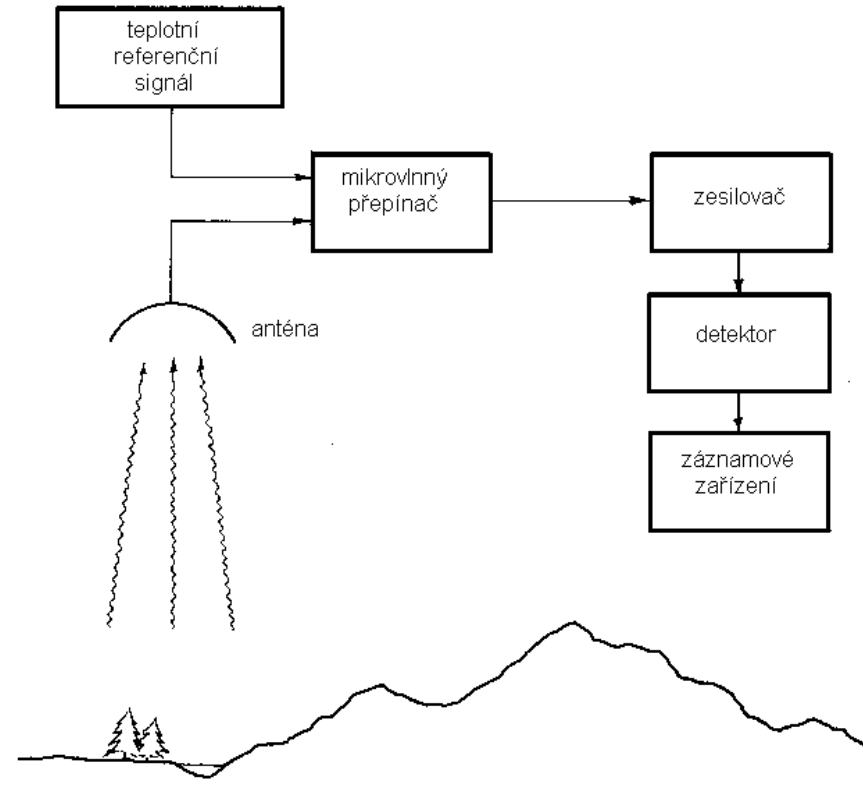 teplotní
referenční
signál
mikrovlnný
přepínač
zesilovač
anténa
detektor
záznamové
zařízení